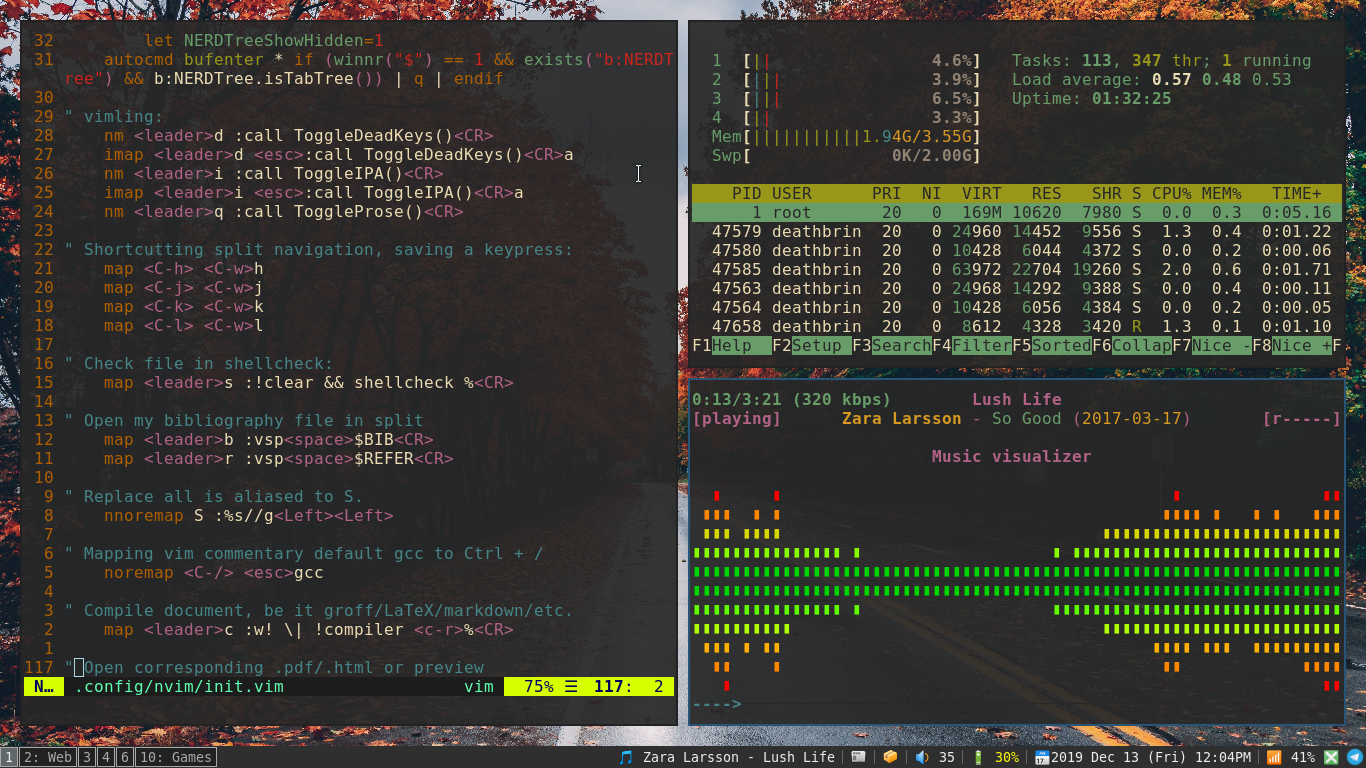 32 let NERDTreeShowHidden=1
31 autocmd bufenter * if (winnr("$") == 1 && exists("b:NERDT
ree") && b:NERDTree.isTabTree()) | q | endif
30
29 " vimling:
28 nm <leader>d :call ToggleDeadKeys()<CR>
27 imap <leader>d <esc>:call ToggleDeadKeys()<CR>a
26 nm <leader>i :call ToggleIPA()<CR>
25 imap <leader>i <esc>:call ToggleIPA()<CR>a
24 nm <leader>q :call ToggleProse()<CR>
23
22 " Shortcutting split navigation, saving a keypress:
21 map <C-h> <C-w>h
20 map <C-j> <C-w>j
19 map <C-k> <C-w>k
18 map <C-l> <C-w>l
17
16 " Check file in shellcheck:
15 map <leader>s :!clear && shellcheck %<CR>
14
13 " Open my bibliography file in split
12 map <leader>b :vsp<space>$BIB<CR>
11 map <leader>r :vsp<space>$REFER<CR>
10
9 " Replace all is aliased to S.
8 nnoremap S :%s//g<Left><Left>
7
6 " Mapping vim commentary default gcc to Ctrl + /
5 noremap <C-/> <esc>gcc
4
3 " Compile document, be it groff/LaTeX/markdown/etc.
2 map <leader>c :w! \| !compiler <c-r>%<CR>
1
117 " Open corresponding .pdf/.html or preview
N… .config/nvim/init.vim vim 75% ☰ 117: 2
1 [|| 4.6%] Tasks: 113, 347 thr; 1 running
2 [|||| 3.9%] Load average: 0.57 0.48 0.53
3 [|||| 6.5%] Uptime: 01:32:25
4 [|| 3.3%]
Mem[|||||||||||1.94G/3.55G]
Swp[ 0K/2.00G]
PID USER PRI NI VIRT RES SHR S CPU% MEM% TIME+
1 root 20 0 169M 10620 7980 S 0.0 0.3 0:05.16
47579 deathbrin 20 0 24960 14452 9556 S 1.3 0.4 0:01.22
47580 deathbrin 20 0 10428 6044 4372 S 0.0 0.2 0:00.06
47585 deathbrin 20 0 63972 22704 19260 S 2.0 0.6 0:01.71
47563 deathbrin 20 0 24968 14292 9388 S 0.0 0.4 0:00.11
47564 deathbrin 20 0 10428 6056 4384 S 0.0 0.2 0:00.05
47658 deathbrin 20 0 8612 4328 3420 R 1.3 0.1 0:01.10
F1Help F2Setup F3SearchF4FilterF5SortedF6CollapF7Nice -F8Nice +F
0:13/3:21 (320 kbps) Lush Life
[playing] Zara Larsson - So Good (2017-03-17) [r-----]
Music visualizer
---->
1 2: Web 3 4 6 10: Games Zara Larsson - Lush Life 35 30% 2019 Dec 13 (Fri) 12:04PM 41%